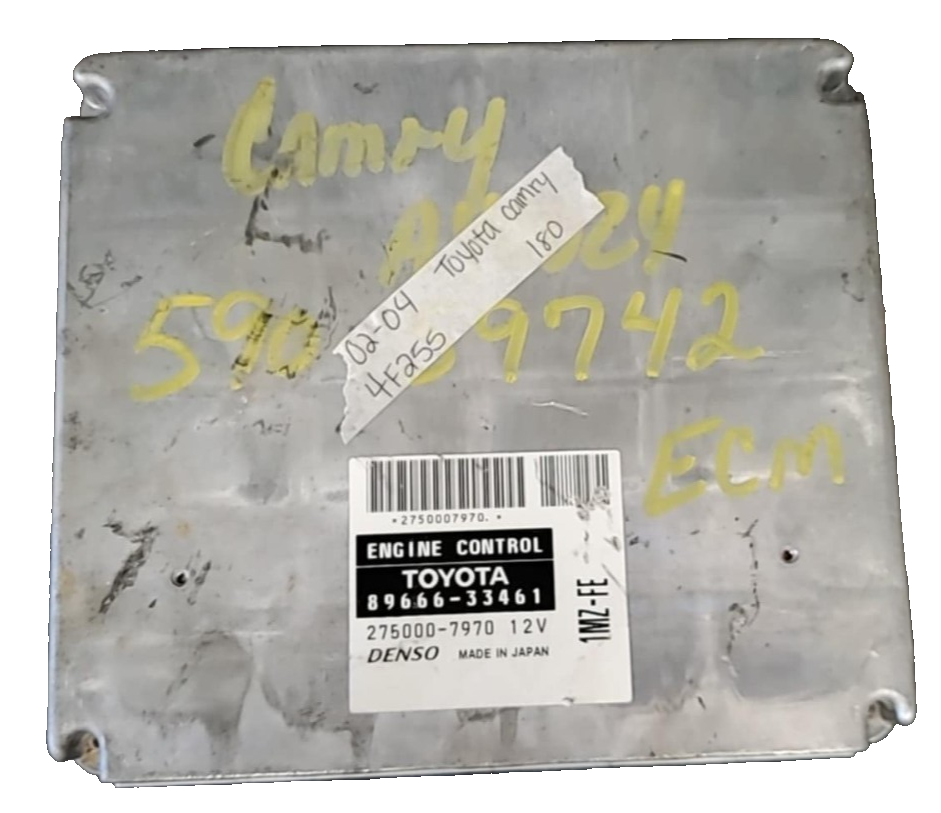 Camry
02-04 Toyota Camry
4F255 180
742
ECM
*2750007970. *
ENGINE CONTROL
TOYOTA
89666-33461
275000-7970 12V
DENSO MADE IN JAPAN
1MZ-FE